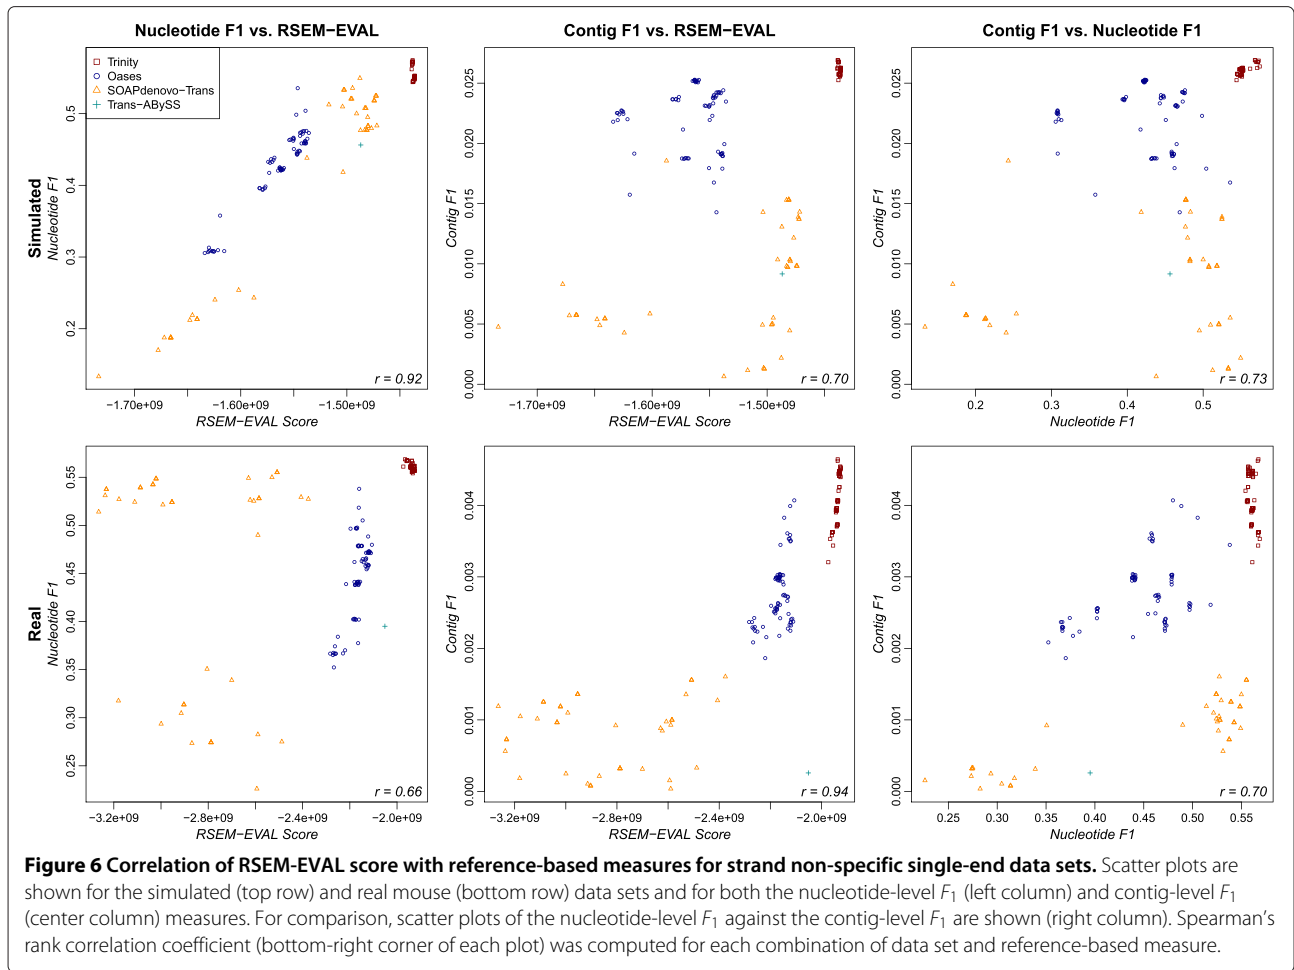 Nucleotide F1 vs. RSEM−EVAL
Contig F1 vs. RSEM−EVAL
Contig F1 vs. Nucleotide F1
Trinity
Oases
SOAPdenovo−Trans
Trans−ABySS
Simulated
Nucleotide F1
0.5
0.4
0.3
0.2
r = 0.92
−1.70e+09
−1.60e+09
−1.50e+09
RSEM−EVAL Score
Contig F1
0.025
0.020
0.015
0.010
0.005
0.000
r = 0.70
−1.70e+09
−1.60e+09
−1.50e+09
RSEM−EVAL Score
Contig F1
0.025
0.020
0.015
0.010
0.005
0.000
r = 0.73
0.2
0.3
0.4
0.5
Nucleotide F1
Real
Nucleotide F1
0.55
0.50
0.45
0.40
0.35
0.30
0.25
r = 0.66
−3.2e+09
−2.8e+09
−2.4e+09
−2.0e+09
RSEM−EVAL Score
Contig F1
0.004
0.003
0.002
0.001
0.000
r = 0.94
−3.2e+09
−2.8e+09
−2.4e+09
−2.0e+09
RSEM−EVAL Score
Contig F1
0.004
0.003
0.002
0.001
0.000
r = 0.70
0.25
0.30
0.35
0.40
0.45
0.50
0.55
Nucleotide F1
Figure 6 Correlation of RSEM-EVAL score with reference-based measures for strand non-specific single-end data sets. Scatter plots are
shown for the simulated (top row) and real mouse (bottom row) data sets and for both the nucleotide-level F1 (left column) and contig-level F1
(center column) measures. For comparison, scatter plots of the nucleotide-level F1 against the contig-level F1 are shown (right column). Spearman's
rank correlation coefficient (bottom-right corner of each plot) was computed for each combination of data set and reference-based measure.